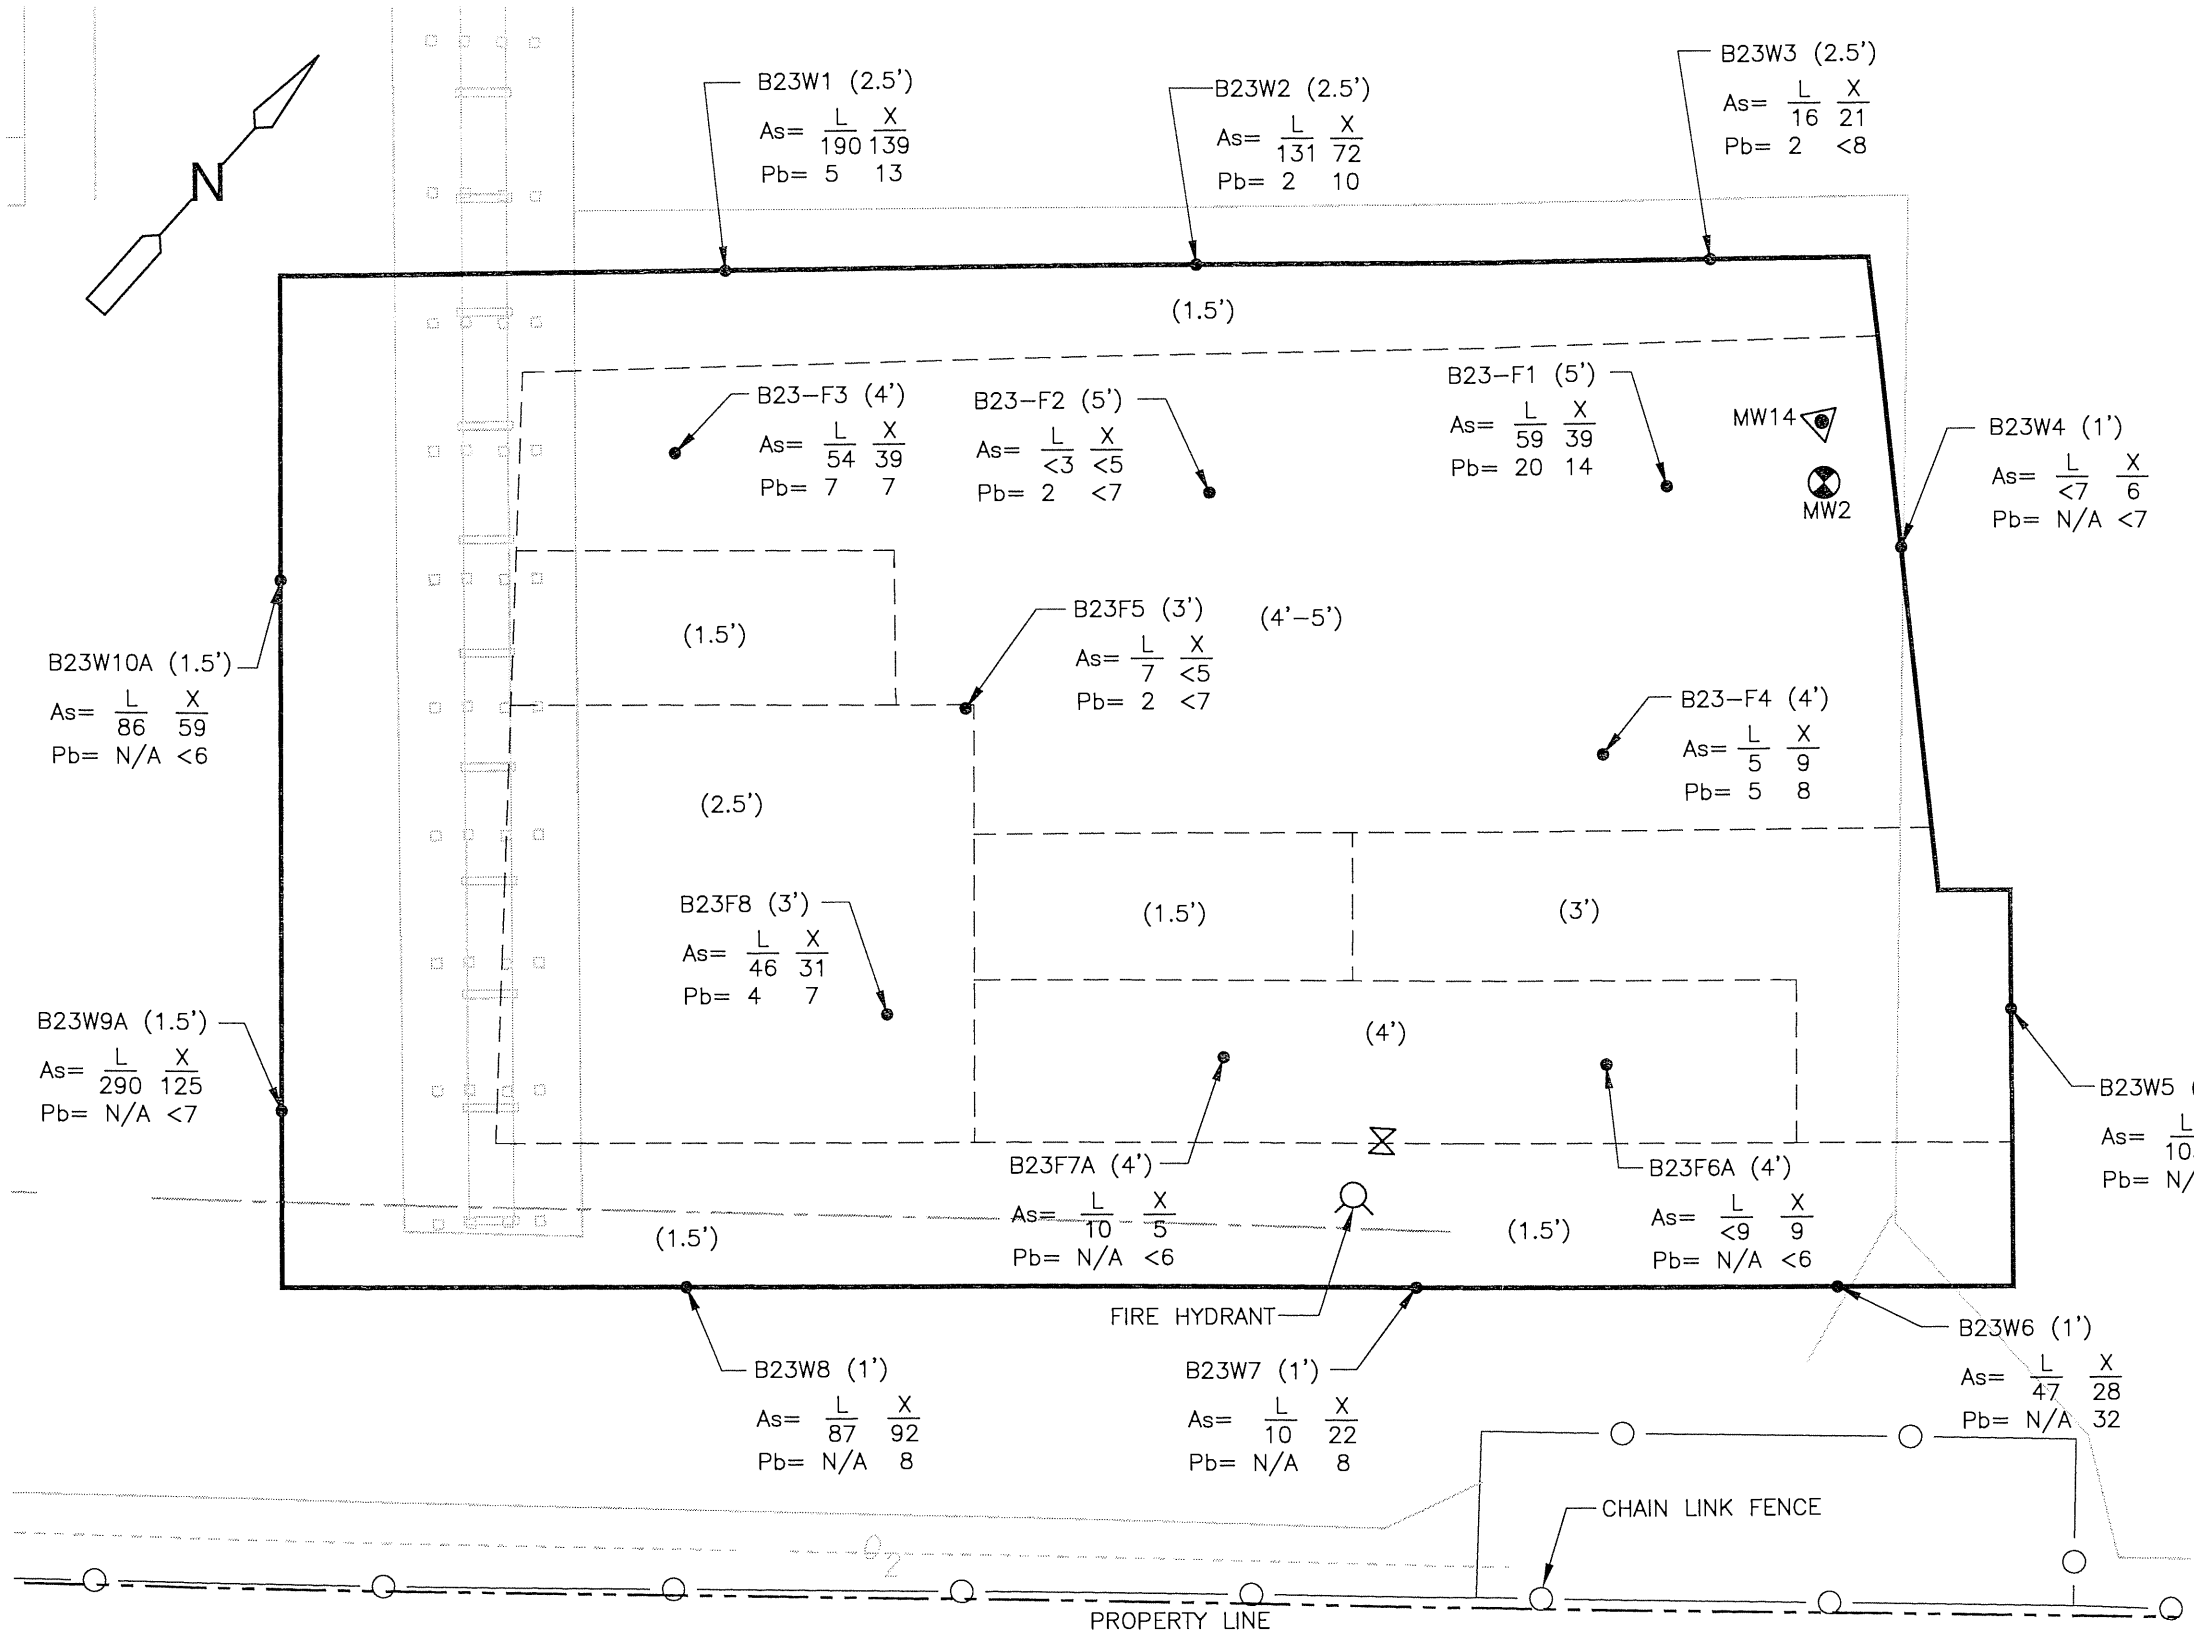 N
B23W1 (2.5')
L X
As= 190 139
Pb= 5 13
B23W2 (2.5')
L X
As= 131 72
Pb= 2 10
B23W3 (2.5')
L X
As= 16 21
Pb= 2 <8
(1.5')
B23-F3 (4')
L X
As= 54 39
Pb= 7 7
B23-F2 (5')
L X
As= <3 <5
Pb= 2 <7
B23-F1 (5')
L X
As= 59 39
Pb= 20 14
MW14
MW2
B23W4 (1')
L X
As= <7 6
Pb= N/A <7
(1.5')
B23F5 (3')
L X
As= 7 <5
Pb= 2 <7
(4'-5')
B23W10A (1.5')
L X
As= 86 59
Pb= N/A <6
B23-F4 (4')
L X
As= 5 9
Pb= 5 8
(2.5')
B23F8 (3')
L X
As= 46 31
Pb= 4 7
(1.5')
(3')
B23W9A (1.5')
L X
As= 290 125
Pb= N/A <7
(4')
B23W5 (
L
As= 10
Pb= N/
B23F7A (4')
L X
As= 10 5
Pb= N/A <6
B23F6A (4')
L X
As= <9 9
Pb= N/A <6
(1.5')
(1.5')
FIRE HYDRANT
B23W8 (1')
L X
As= 87 92
Pb= N/A 8
B23W7 (1')
L X
As= 10 22
Pb= N/A 8
B23W6 (1')
L X
As= 47 28
Pb= N/A 32
CHAIN LINK FENCE
PROPERTY LINE